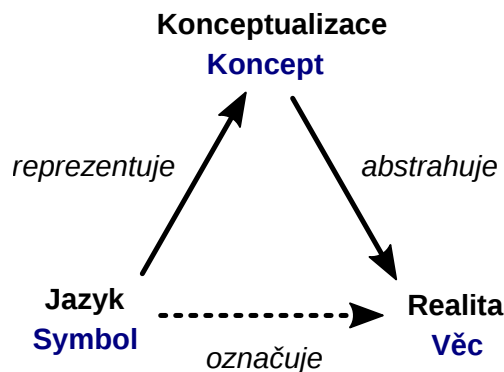 Konceptualizace
Koncept
reprezentuje
abstrahuje
Jazyk
Symbol
Realita
Věc
označuje